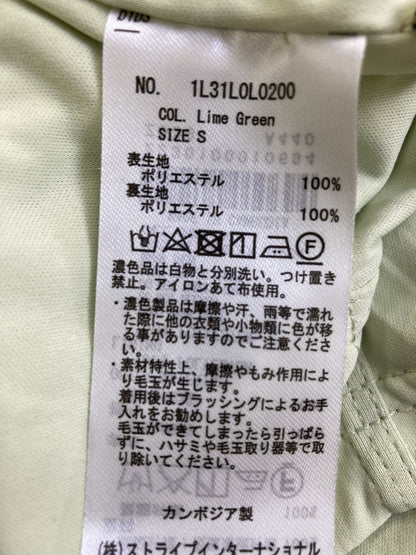 NO. 1L31L0L0200
COL. Lime Green
SIZE S
表生地
ポリエステル 100%
裏生地
ポリエステル 100%
濃色品は白物と分別洗い。つけ置き
禁止。アイロンあて布使用。
・濃色製品は摩擦や汗、雨等で濡れ
た際に他の衣類や小物類に色が移
る事がありますのでご注意くださ
い。
・素材特性上、摩擦やもみ作用によ
り毛玉が生じます。
着用後はブラッシングによるお手
入れをお勧めします。
毛玉ができてしまったら引っぱら
ずに、ハサミや毛玉取り器等で取
り除いてください。
カンボジア製
(株)ストライプインターナショナル